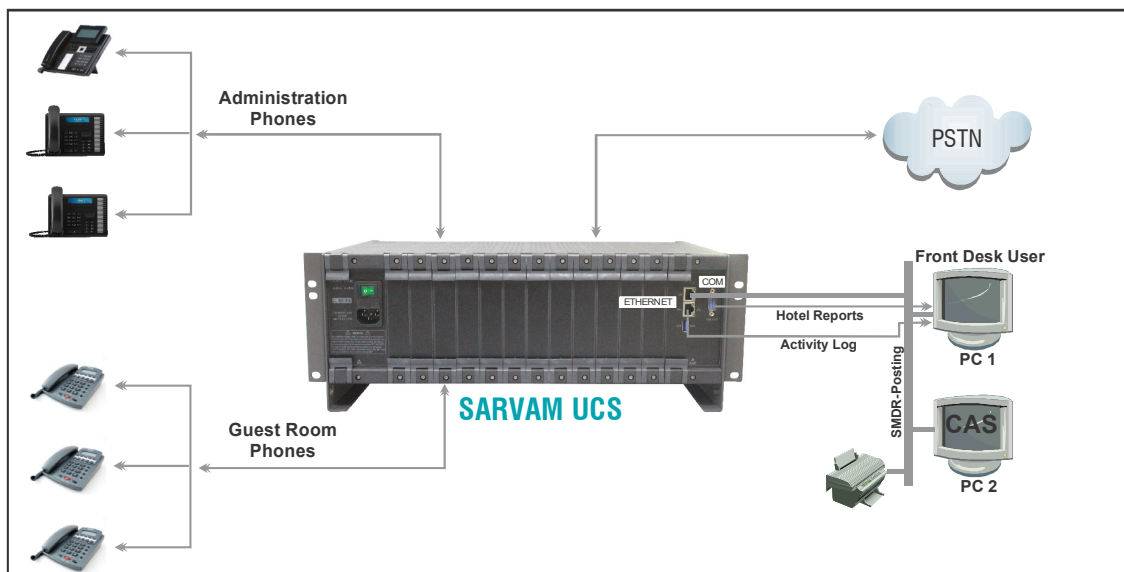 Administration
Phones
PSTN
Front Desk User
COM
ETHERNET
Hotel Reports
Activity Log
PC 1
SARVAM UCS
SMDR-Posting
CAS
PC 2
Guest Room
Phones